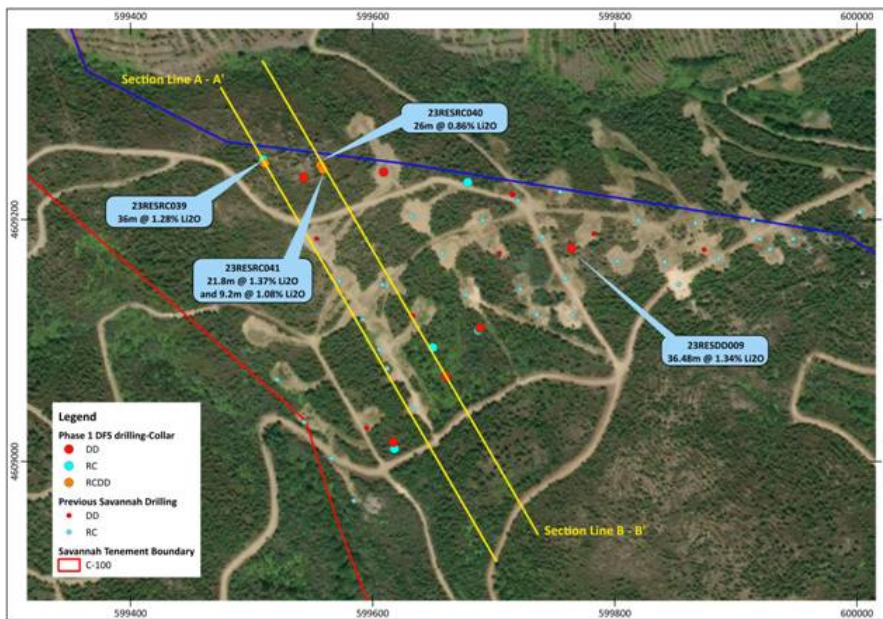 599400
599600
599800
600000
Section Line A - A'
23RESRC040
26m @ 0.86% Li2O
23RESRC039
36m @ 1.28% Li2O
4609200
4609200
23RESRC041
21.8m @ 1.37% Li2O
and 9.2m @ 1.08% Li2O
23RESDD009
36.48m @ 1.34% Li2O
Legend
Phase 1 DFS drilling-Collar
DD
RC
RCDD
Previous Savannah Drilling
DD
RC
Savannah Tenement Boundary
C-100
4609000
4609000
Section Line B - B'
599400
599600
599800
600000